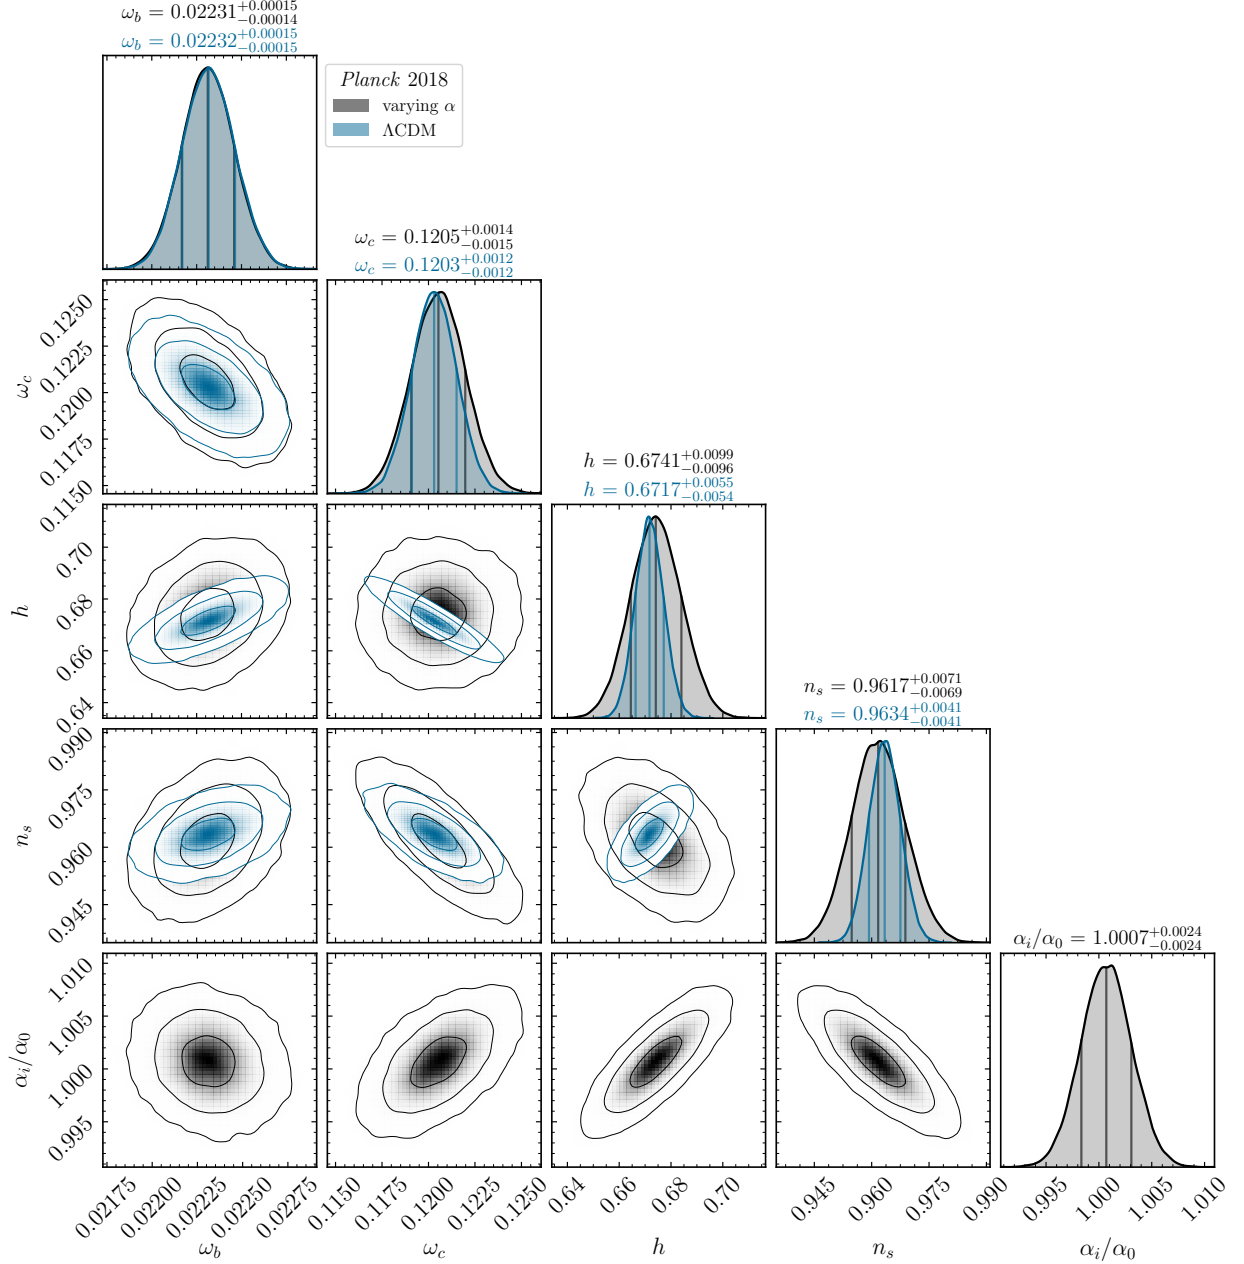 ω_b = 0.02231^{+0.00015}_{−0.00014}
ω_b = 0.02232^{+0.00015}_{−0.00015}
Planck 2018
varying α
ΛCDM
ω_c = 0.1205^{+0.0014}_{−0.0015}
ω_c = 0.1203^{+0.0012}_{−0.0012}
0.1250
0.1225
0.1200
0.1175
0.1150
ω_c
h = 0.6741^{+0.0099}_{−0.0096}
h = 0.6717^{+0.0055}_{−0.0054}
0.70
0.68
0.66
0.64
h
n_s = 0.9617^{+0.0071}_{−0.0069}
n_s = 0.9634^{+0.0041}_{−0.0041}
0.990
0.975
0.960
0.945
n_s
α_i/α_0 = 1.0007^{+0.0024}_{−0.0024}
1.010
1.005
1.000
0.995
α_i/α_0
0.02175 0.02200 0.02225 0.02250 0.02275
0.1150 0.1175 0.1200 0.1225 0.1250
0.64 0.66 0.68 0.70
0.945 0.960 0.975 0.990
0.995 1.000 1.005 1.010
ω_b ω_c h n_s α_i/α_0